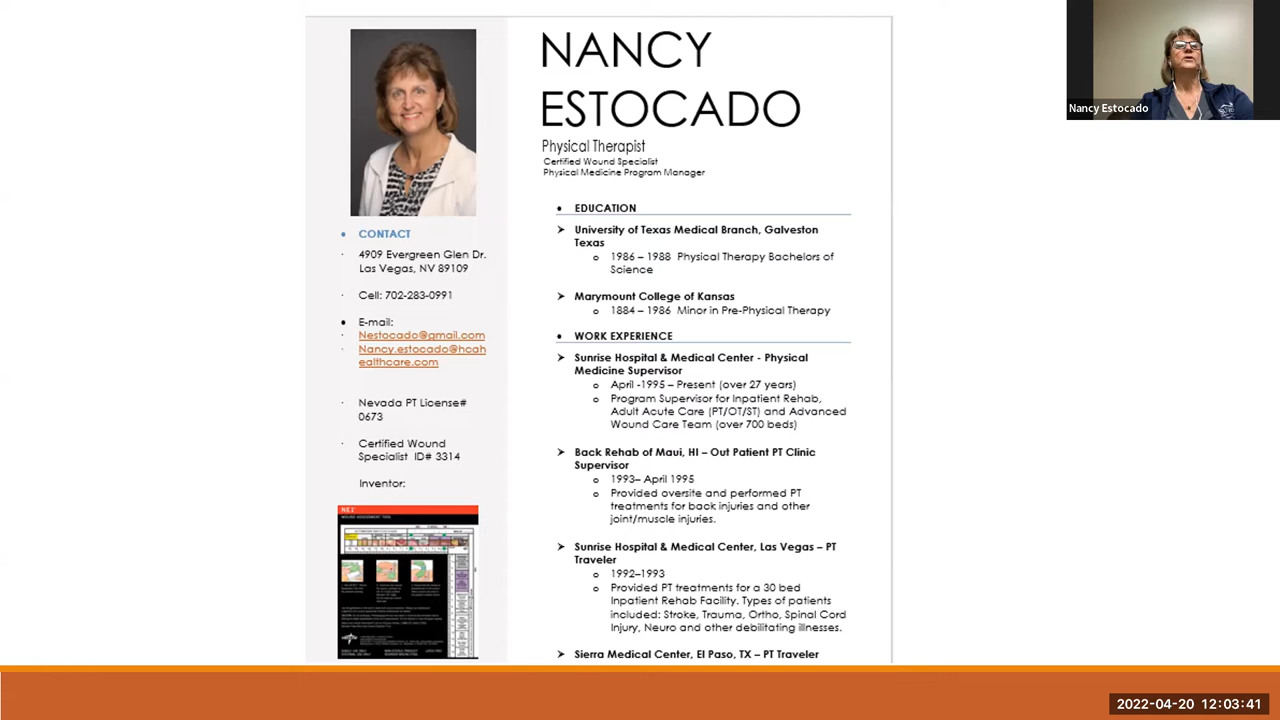 NANCY
ESTOCADO
Physical Therapist
Certified Wound Specialist
Physical Medicine Program Manager
• CONTACT
· 4909 Evergreen Glen Dr.
Las Vegas, NV 89109
· Cell: 702-283-0991
• E-mail:
· Nestocado@gmail.com
· Nancy.estocado@hcah
ealthcare.com
· Nevada PT License#
0673
· Certified Wound
Specialist ID# 3314
Inventor:
NE1
WOUND ASSESSMENT TOOL
• EDUCATION
➢ University of Texas Medical Branch, Galveston
Texas
o 1986 – 1988 Physical Therapy Bachelors of
Science
➢ Marymount College of Kansas
o 1884 – 1986 Minor in Pre-Physical Therapy
• WORK EXPERIENCE
➢ Sunrise Hospital & Medical Center - Physical
Medicine Supervisor
o April -1995 – Present (over 27 years)
o Program Supervisor for Inpatient Rehab,
Adult Acute Care (PT/OT/ST) and Advanced
Wound Care Team (over 700 beds)
➢ Back Rehab of Maui, HI – Out Patient PT Clinic
Supervisor
o 1993– April 1995
o Provided oversite and performed PT
treatments for back injuries and other
joint/muscle injuries.
➢ Sunrise Hospital & Medical Center, Las Vegas – PT
Traveler
o 1992–1993
o Provided PT treatments for a 30 bed
Inpatient Rehab Facility. Types of patients
included: Stroke, Trauma, Ortho, Spinal Cord
Injury, Neuro and other debilitating illnesses.
➢ Sierra Medical Center, El Paso, TX – PT Traveler
Nancy Estocado
2022-04-20 12:03:41